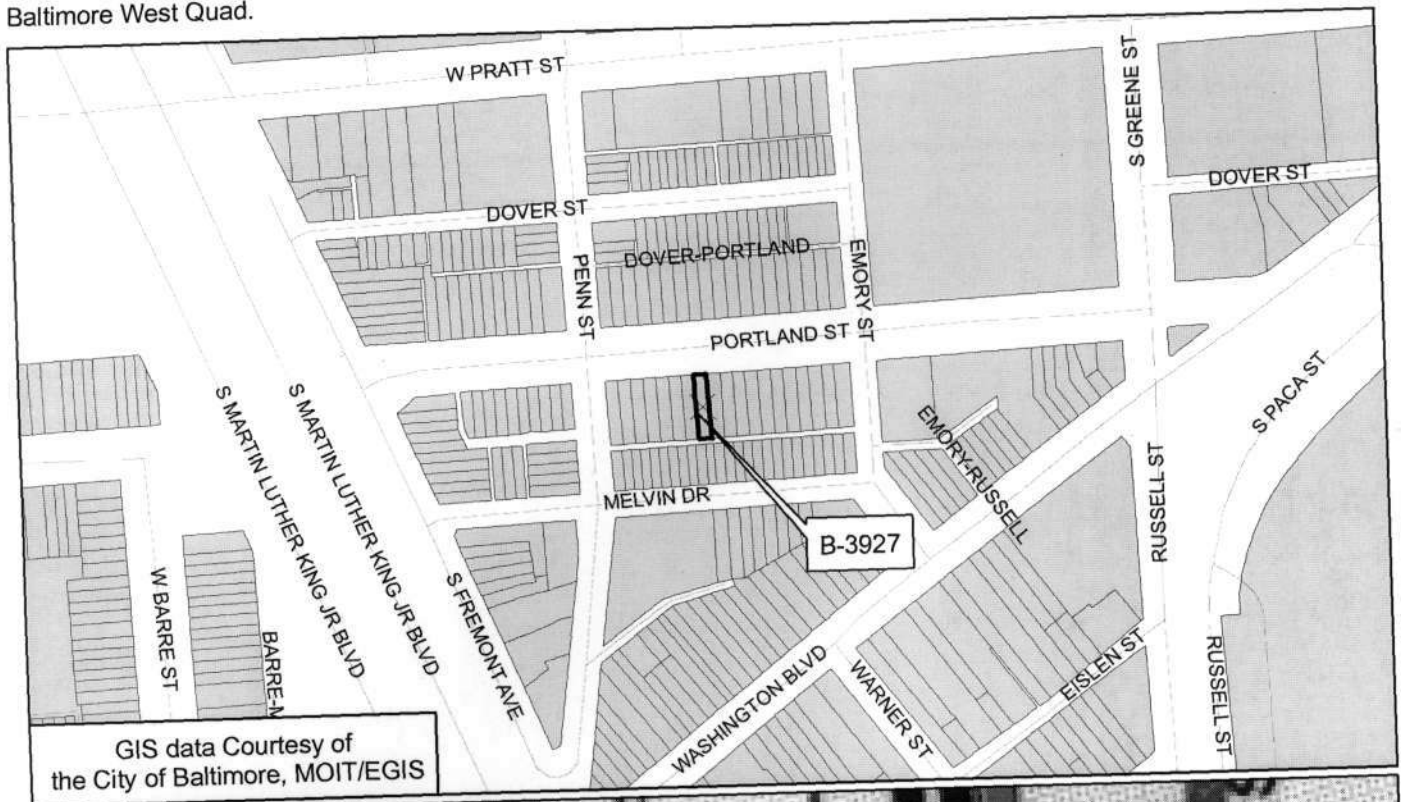 Baltimore West Quad.
W PRATT ST
S GREENE ST
DOVER ST
DOVER ST
DOVER-PORTLAND
PENN ST
EMORY ST
PORTLAND ST
S PACA ST
S MARTIN LUTHER KING JR BLVD
S MARTIN LUTHER KING JR BLVD
EMORY-RUSSELL
MELVIN DR
RUSSELL ST
B-3927
W BARRE ST
BARRE-
S FREMONT AVE
WASHINGTON BLVD
WARNER ST
EISLEN ST
RUSSELL ST
GIS data Courtesy of
the City of Baltimore, MOIT/EGIS